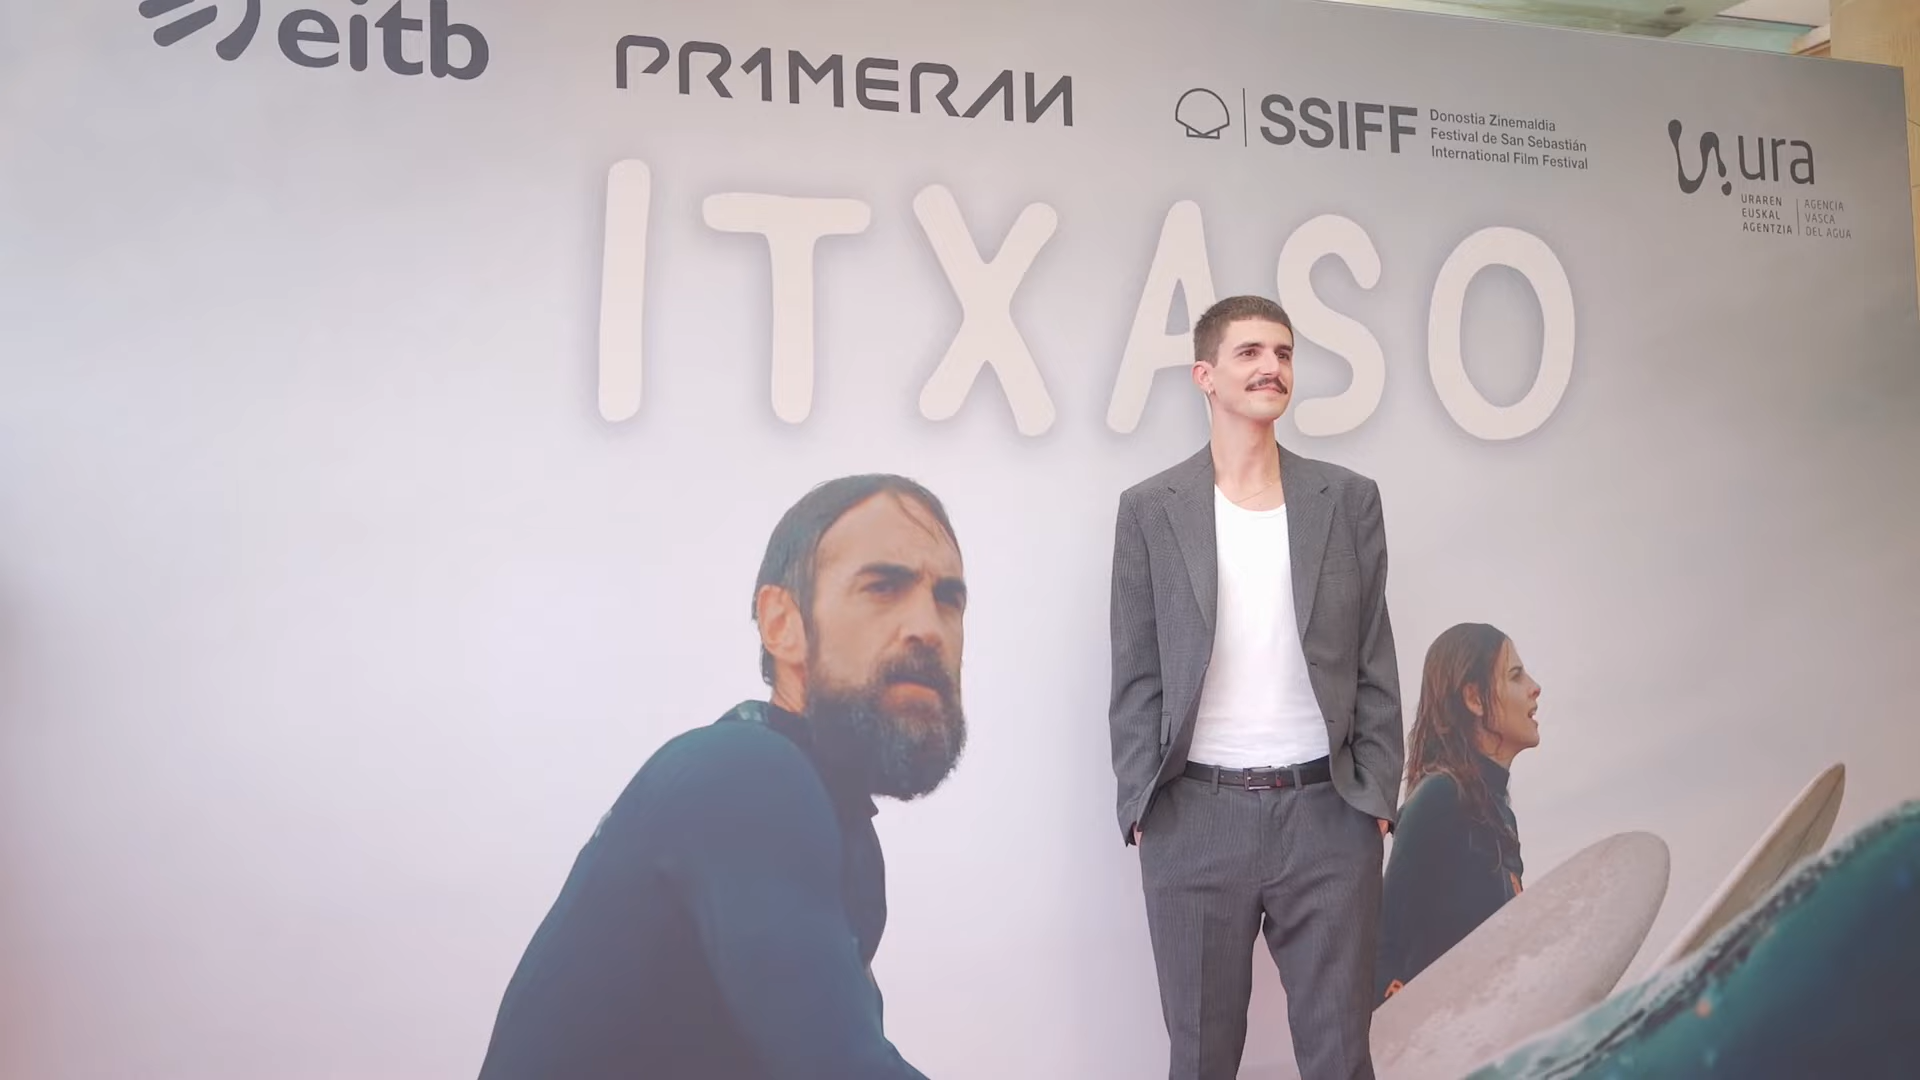 eitb
PR1MERAN
SSIFF
Donostia Zinemaldia
Festival de San Sebastián
International Film Festival
ura
URAREN
EUSKAL
AGENTZIA
AGENCIA
VASCA
DEL AGUA
ITXASO